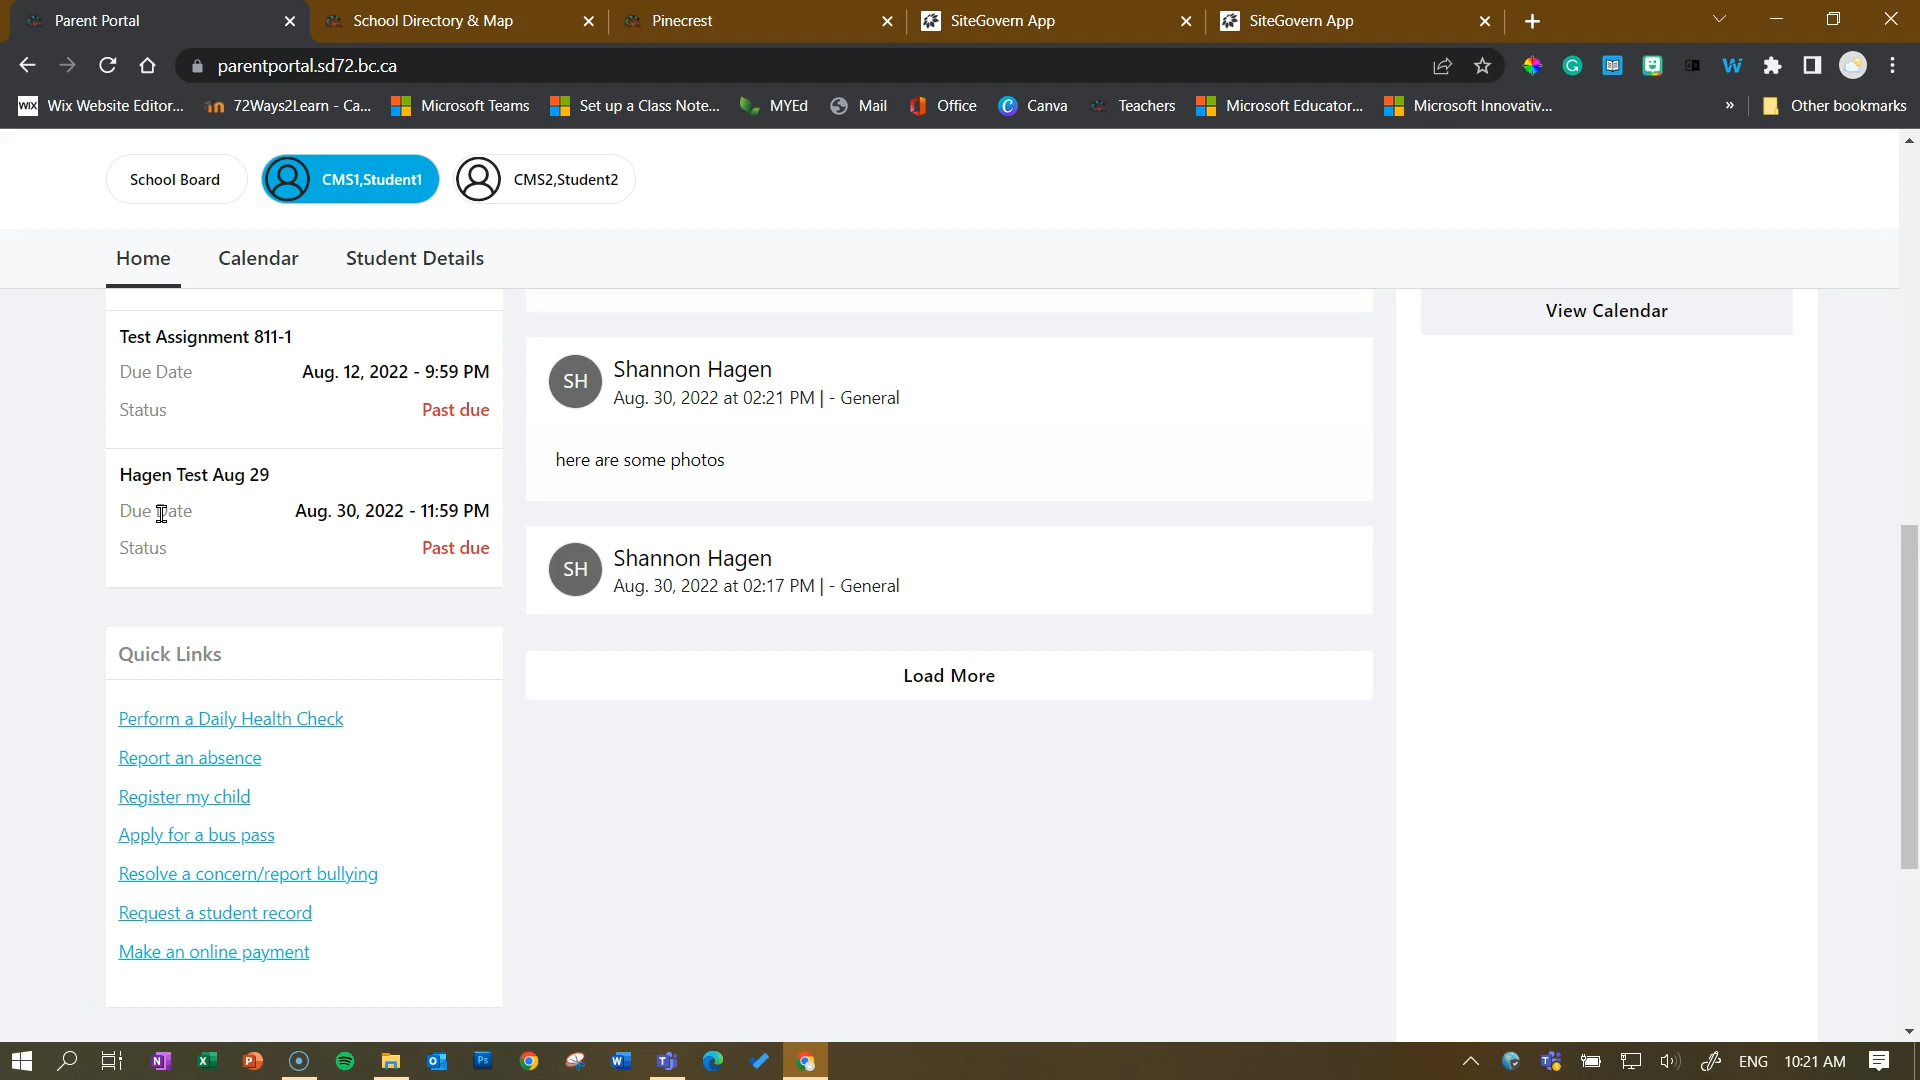 Parent Portal
School Directory & Map
Pinecrest
SiteGovern App
SiteGovern App
parentportal.sd72.bc.ca
Wix Website Editor...
72Ways2Learn - Ca...
Microsoft Teams
Set up a Class Note...
MYEd
Mail
Office
Canva
Teachers
Microsoft Educator...
Microsoft Innovativ...
»
Other bookmarks
School Board
CMS1,Student1
CMS2,Student2
Home
Calendar
Student Details
Test Assignment 811-1
Due Date Aug. 12, 2022 - 9:59 PM
Status Past due
Hagen Test Aug 29
Due Date Aug. 30, 2022 - 11:59 PM
Status Past due
Quick Links
Perform a Daily Health Check
Report an absence
Register my child
Apply for a bus pass
Resolve a concern/report bullying
Request a student record
Make an online payment
SH
Shannon Hagen
Aug. 30, 2022 at 02:21 PM | - General
here are some photos
SH
Shannon Hagen
Aug. 30, 2022 at 02:17 PM | - General
Load More
View Calendar
ENG
10:21 AM